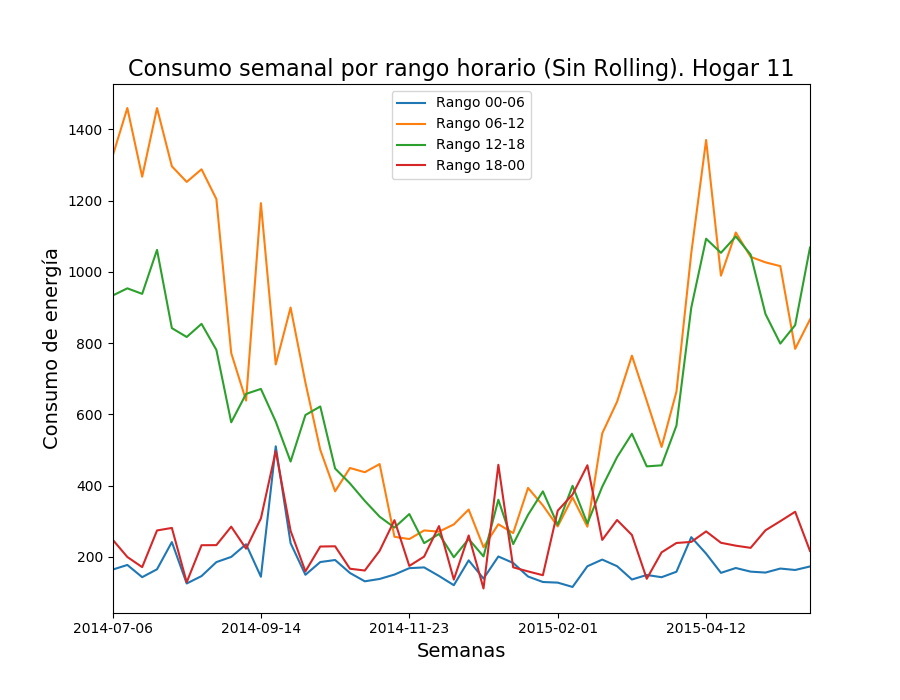 Consumo semanal por rango horario (Sin Rolling). Hogar 11
Rango 00-06
Rango 06-12
Rango 12-18
Rango 18-00
Consumo de energía
1400
1200
1000
800
600
400
200
2014-07-06
2014-09-14
2014-11-23
2015-02-01
2015-04-12
Semanas